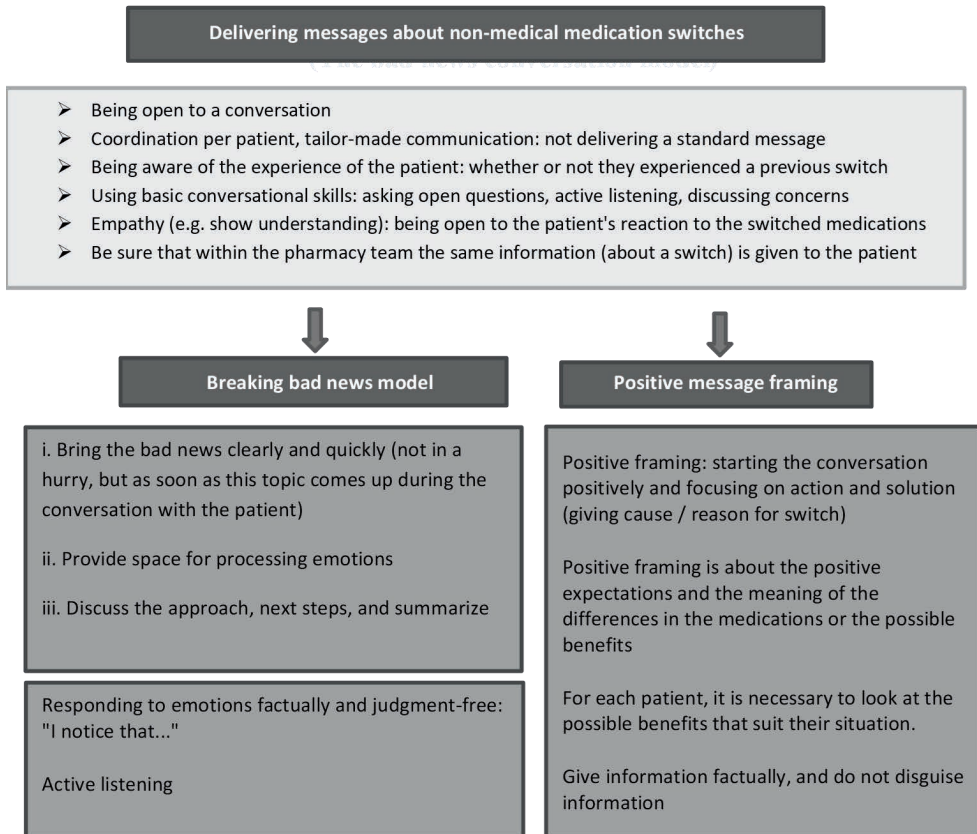 Delivering messages about non-medical medication switches
(The bad news conversation model)
➢ Being open to a conversation
➢ Coordination per patient, tailor-made communication: not delivering a standard message
➢ Being aware of the experience of the patient: whether or not they experienced a previous switch
➢ Using basic conversational skills: asking open questions, active listening, discussing concerns
➢ Empathy (e.g. show understanding): being open to the patient's reaction to the switched medications
➢ Be sure that within the pharmacy team the same information (about a switch) is given to the patient
Breaking bad news model
i. Bring the bad news clearly and quickly (not in a
hurry, but as soon as this topic comes up during the
conversation with the patient)
ii. Provide space for processing emotions
iii. Discuss the approach, next steps, and summarize
Responding to emotions factually and judgment-free:
"I notice that..."
Active listening
Positive message framing
Positive framing: starting the conversation
positively and focusing on action and solution
(giving cause / reason for switch)
Positive framing is about the positive
expectations and the meaning of the
differences in the medications or the possible
benefits
For each patient, it is necessary to look at the
possible benefits that suit their situation.
Give information factually, and do not disguise
information